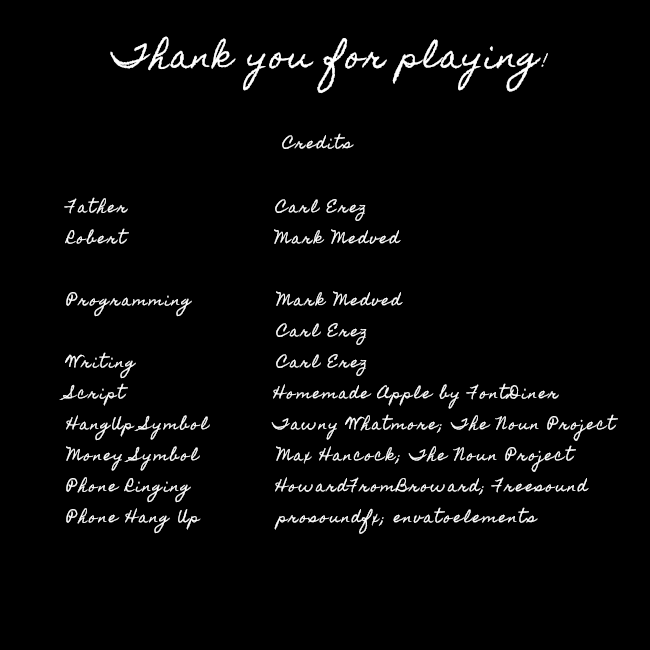 Thank you for playing!
Credits
Father Carl Erez
Robert Mark Medved
Programming Mark Medved
Carl Erez
Writing Carl Erez
Script Homemade Apple by FontDiner
HangUp Symbol Tawny Whatmore; The Noun Project
Money Symbol Max Hancock; The Noun Project
Phone Ringing HowardFromBroward; Freesound
Phone Hang Up prosoundfx; envatoelements